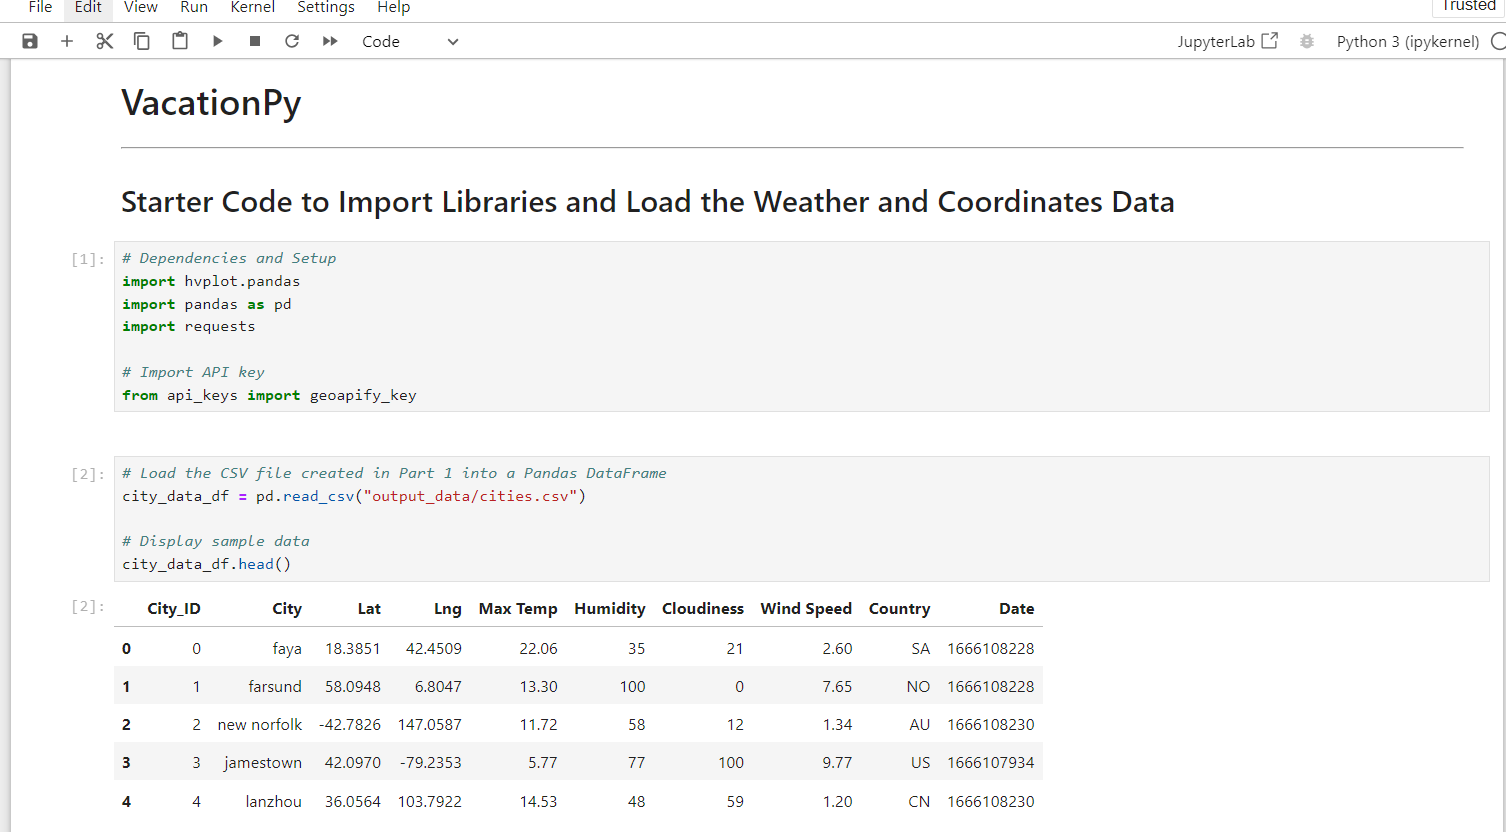 File Edit View Run Kernel Settings Help Trusted
Code JupyterLab Python 3 (ipykernel)
VacationPy
Starter Code to Import Libraries and Load the Weather and Coordinates Data
[1]: # Dependencies and Setup
import hvplot.pandas
import pandas as pd
import requests
# Import API key
from api_keys import geoapify_key
[2]: # Load the CSV file created in Part 1 into a Pandas DataFrame
city_data_df = pd.read_csv("output_data/cities.csv")
# Display sample data
city_data_df.head()
[2]: City_ID City Lat Lng Max Temp Humidity Cloudiness Wind Speed Country Date
0 0 faya 18.3851 42.4509 22.06 35 21 2.60 SA 1666108228
1 1 farsund 58.0948 6.8047 13.30 100 0 7.65 NO 1666108228
2 2 new norfolk -42.7826 147.0587 11.72 58 12 1.34 AU 1666108230
3 3 jamestown 42.0970 -79.2353 5.77 77 100 9.77 US 1666107934
4 4 lanzhou 36.0564 103.7922 14.53 48 59 1.20 CN 1666108230